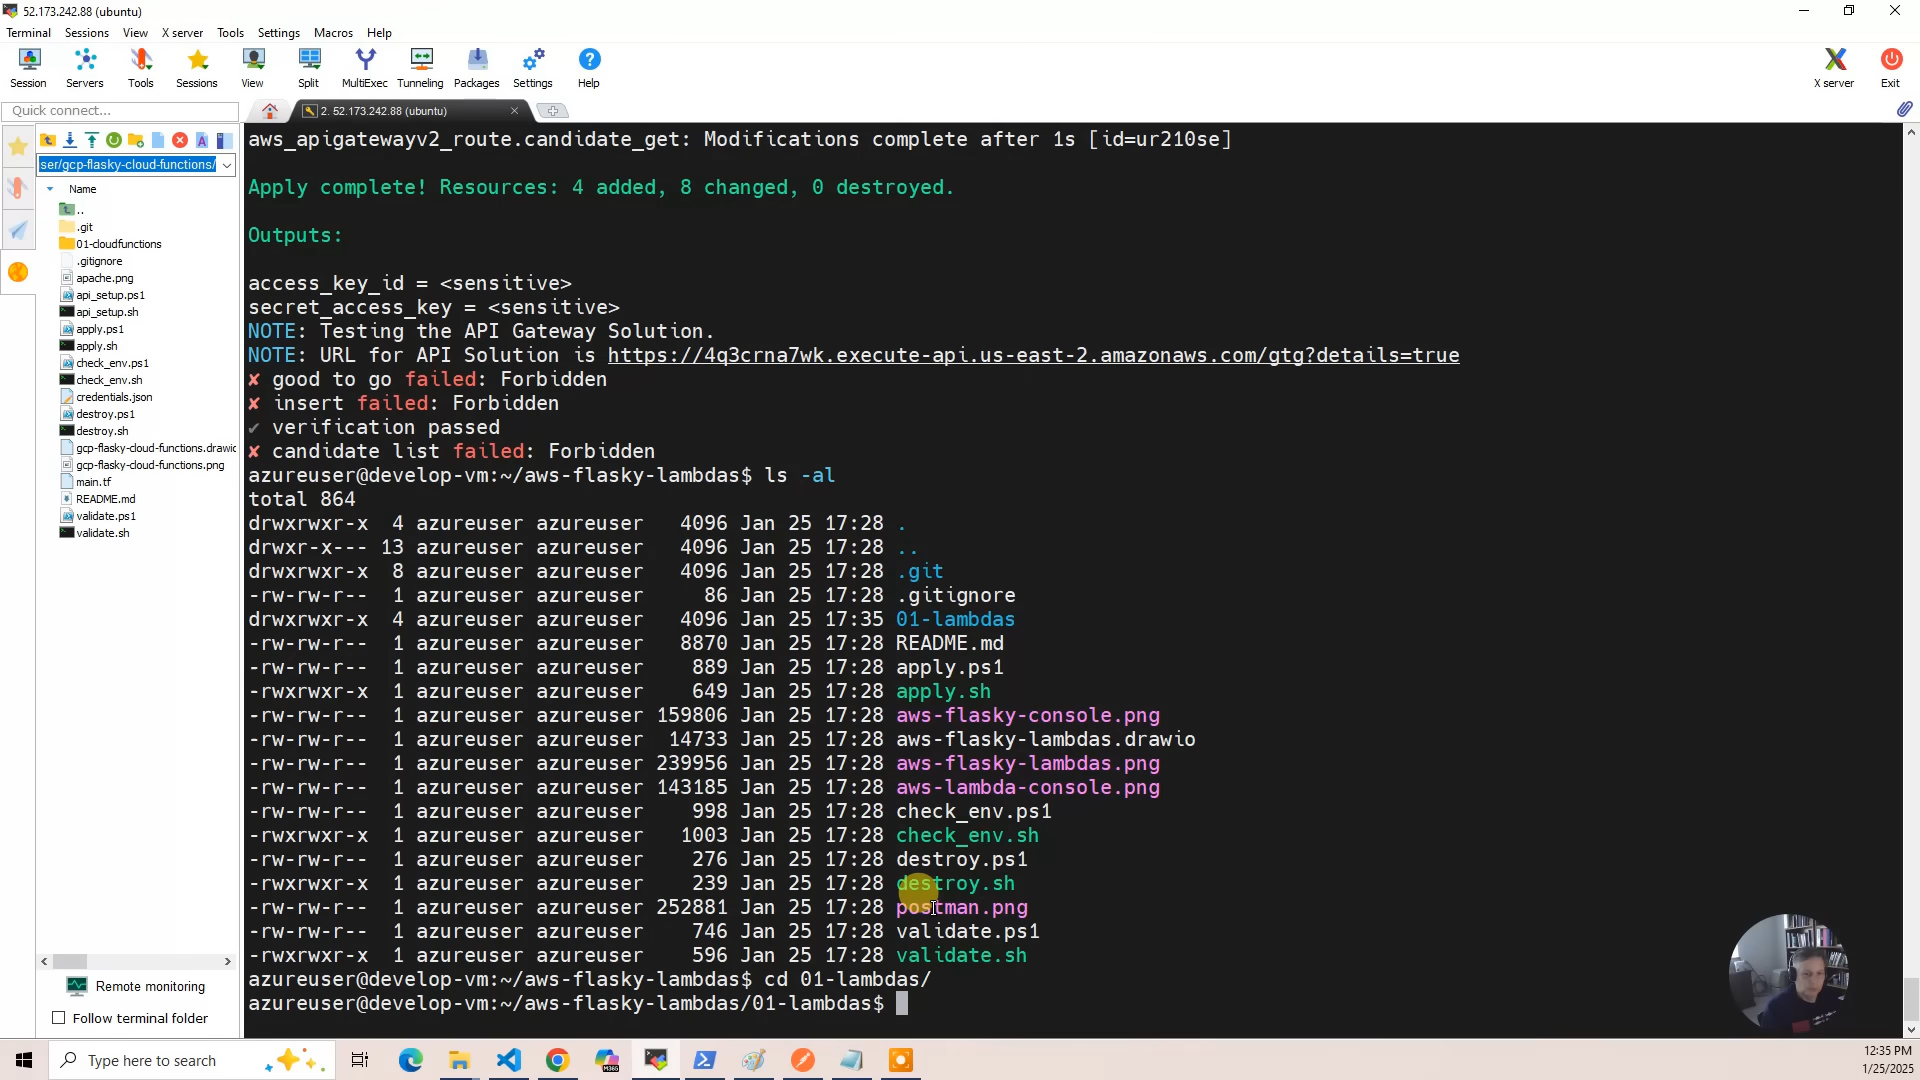 52.173.242.88 (ubuntu)
Terminal Sessions View X server Tools Settings Macros Help
Session Servers Tools Sessions View Split MultiExec Tunneling Packages Settings Help X server Exit
Quick connect...
2. 52.173.242.88 (ubuntu)
ser/gcp-flasky-cloud-functions/
Name
..
.git
01-cloudfunctions
.gitignore
apache.png
api_setup.ps1
api_setup.sh
apply.ps1
apply.sh
check_env.ps1
check_env.sh
credentials.json
destroy.ps1
destroy.sh
gcp-flasky-cloud-functions.drawio
gcp-flasky-cloud-functions.png
main.tf
README.md
validate.ps1
validate.sh
Remote monitoring
Follow terminal folder
aws_apigatewayv2_route.candidate_get: Modifications complete after 1s [id=ur210se]
Apply complete! Resources: 4 added, 8 changed, 0 destroyed.
Outputs:
access_key_id = <sensitive>
secret_access_key = <sensitive>
NOTE: Testing the API Gateway Solution.
NOTE: URL for API Solution is https://4q3crna7wk.execute-api.us-east-2.amazonaws.com/gtg?details=true
✘ good to go failed: Forbidden
✘ insert failed: Forbidden
✔ verification passed
✘ candidate list failed: Forbidden
azureuser@develop-vm:~/aws-flasky-lambdas$ ls -al
total 864
drwxrwxr-x 4 azureuser azureuser 4096 Jan 25 17:28 .
drwxr-x--- 13 azureuser azureuser 4096 Jan 25 17:28 ..
drwxrwxr-x 8 azureuser azureuser 4096 Jan 25 17:28 .git
-rw-rw-r-- 1 azureuser azureuser 86 Jan 25 17:28 .gitignore
drwxrwxr-x 4 azureuser azureuser 4096 Jan 25 17:35 01-lambdas
-rw-rw-r-- 1 azureuser azureuser 8870 Jan 25 17:28 README.md
-rw-rw-r-- 1 azureuser azureuser 889 Jan 25 17:28 apply.ps1
-rwxrwxr-x 1 azureuser azureuser 649 Jan 25 17:28 apply.sh
-rw-rw-r-- 1 azureuser azureuser 159806 Jan 25 17:28 aws-flasky-console.png
-rw-rw-r-- 1 azureuser azureuser 14733 Jan 25 17:28 aws-flasky-lambdas.drawio
-rw-rw-r-- 1 azureuser azureuser 239956 Jan 25 17:28 aws-flasky-lambdas.png
-rw-rw-r-- 1 azureuser azureuser 143185 Jan 25 17:28 aws-lambda-console.png
-rw-rw-r-- 1 azureuser azureuser 998 Jan 25 17:28 check_env.ps1
-rwxrwxr-x 1 azureuser azureuser 1003 Jan 25 17:28 check_env.sh
-rw-rw-r-- 1 azureuser azureuser 276 Jan 25 17:28 destroy.ps1
-rwxrwxr-x 1 azureuser azureuser 239 Jan 25 17:28 destroy.sh
-rw-rw-r-- 1 azureuser azureuser 252881 Jan 25 17:28 postman.png
-rw-rw-r-- 1 azureuser azureuser 746 Jan 25 17:28 validate.ps1
-rwxrwxr-x 1 azureuser azureuser 596 Jan 25 17:28 validate.sh
azureuser@develop-vm:~/aws-flasky-lambdas$ cd 01-lambdas/
azureuser@develop-vm:~/aws-flasky-lambdas/01-lambdas$
Type here to search
12:35 PM
1/25/2025